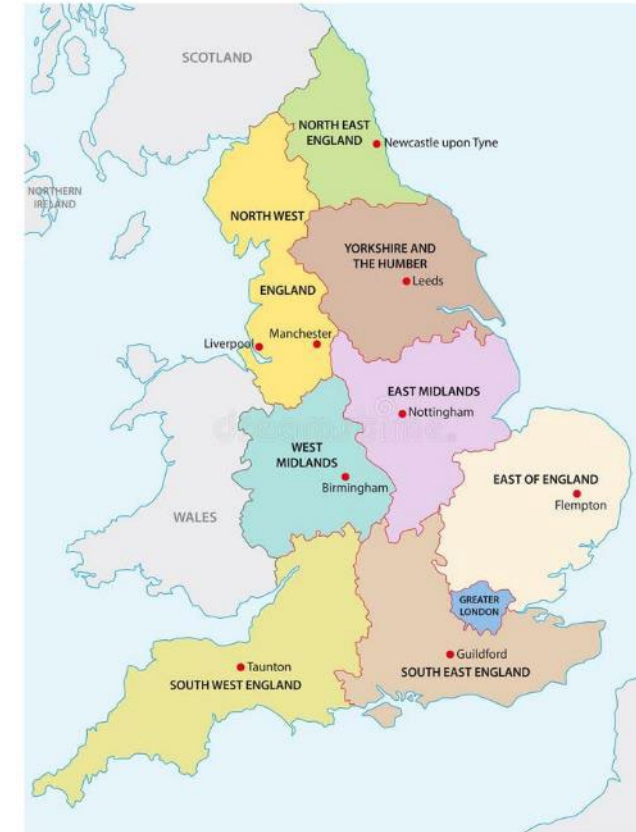 SCOTLAND
NORTH EAST
ENGLAND
Newcastle upon Tyne
NORTHERN
IRELAND
NORTH WEST
ENGLAND
YORKSHIRE AND
THE HUMBER
Leeds
Liverpool
Manchester
EAST MIDLANDS
Nottingham
WEST
MIDLANDS
Birmingham
EAST OF ENGLAND
Flempton
WALES
GREATER
LONDON
Guildford
SOUTH EAST ENGLAND
Taunton
SOUTH WEST ENGLAND